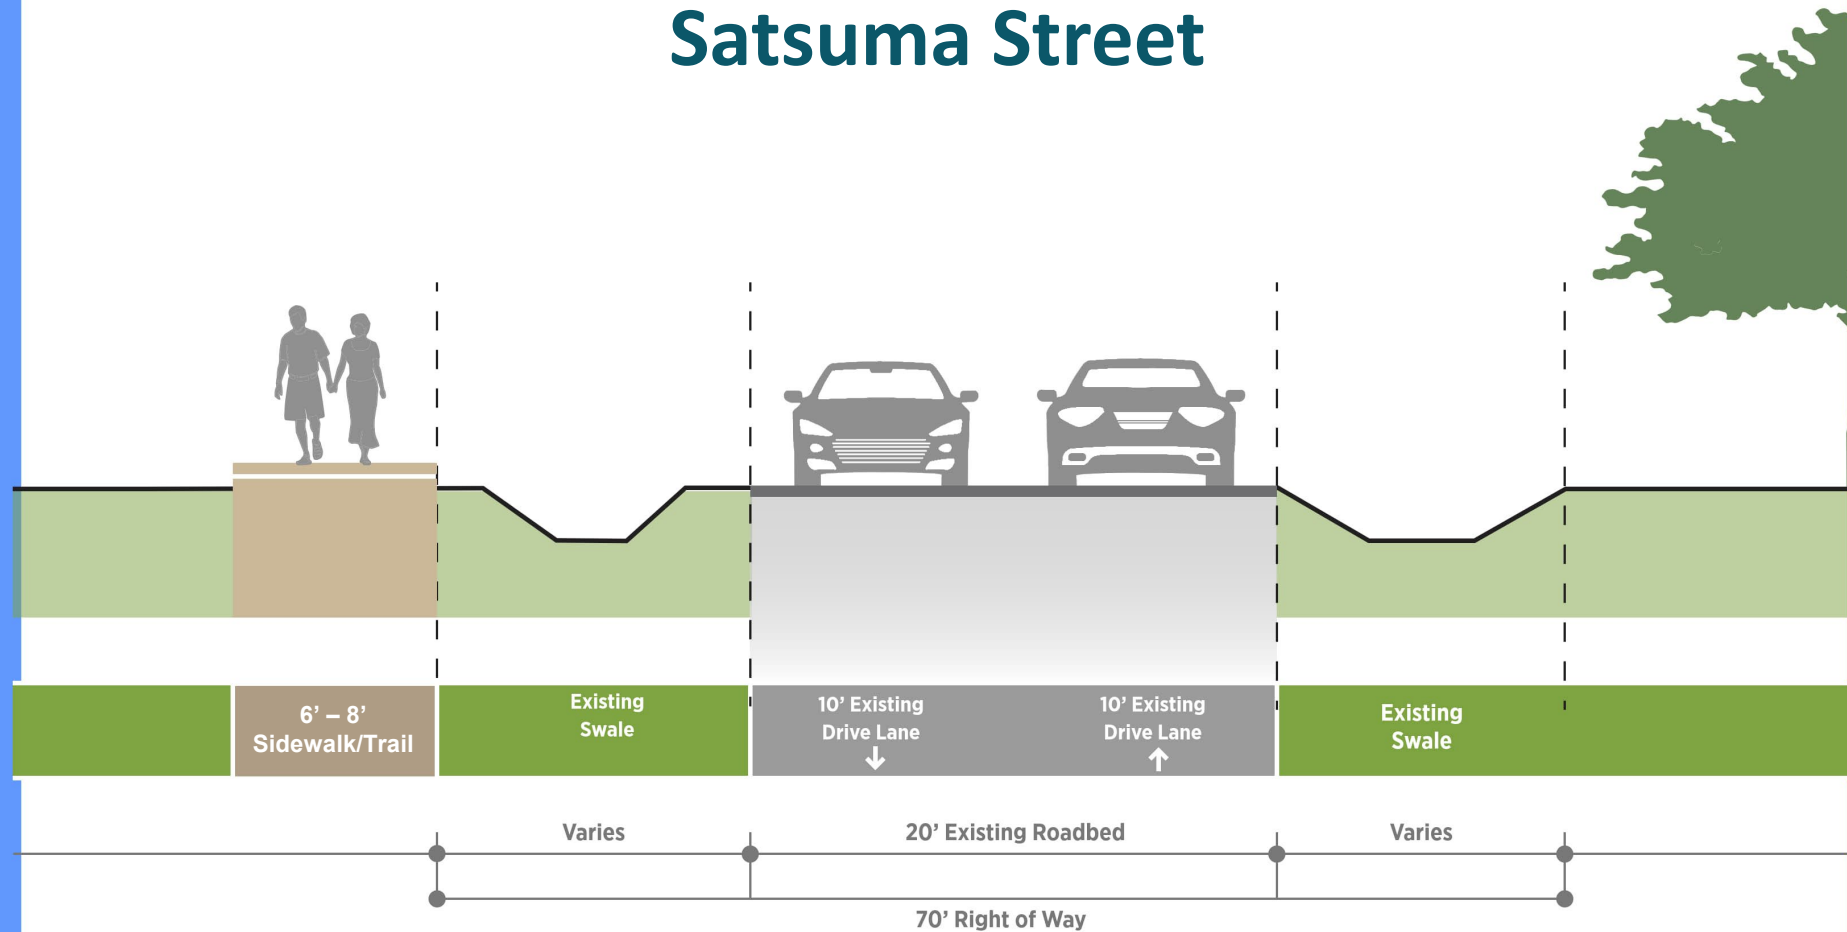 Satsuma Street
6’ – 8’
Sidewalk/Trail
Existing
Swale
10’ Existing
Drive Lane
10’ Existing
Drive Lane
Existing
Swale
Varies
20’ Existing Roadbed
Varies
70’ Right of Way